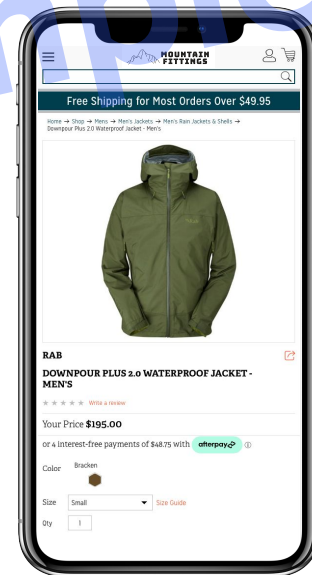 MOUNTAIN
FITTINGS
Free Shipping for Most Orders Over $49.95
Home → Shop → Mens → Men's Jackets → Men's Rain Jackets & Shells →
Downpour Plus 2.0 Waterproof Jacket - Men's
RAB
DOWNPOUR PLUS 2.0 WATERPROOF JACKET -
MEN'S
Write a review
Your Price $195.00
or 4 interest-free payments of $48.75 with afterpay
Color Bracken
Size Small Size Guide
Qty 1